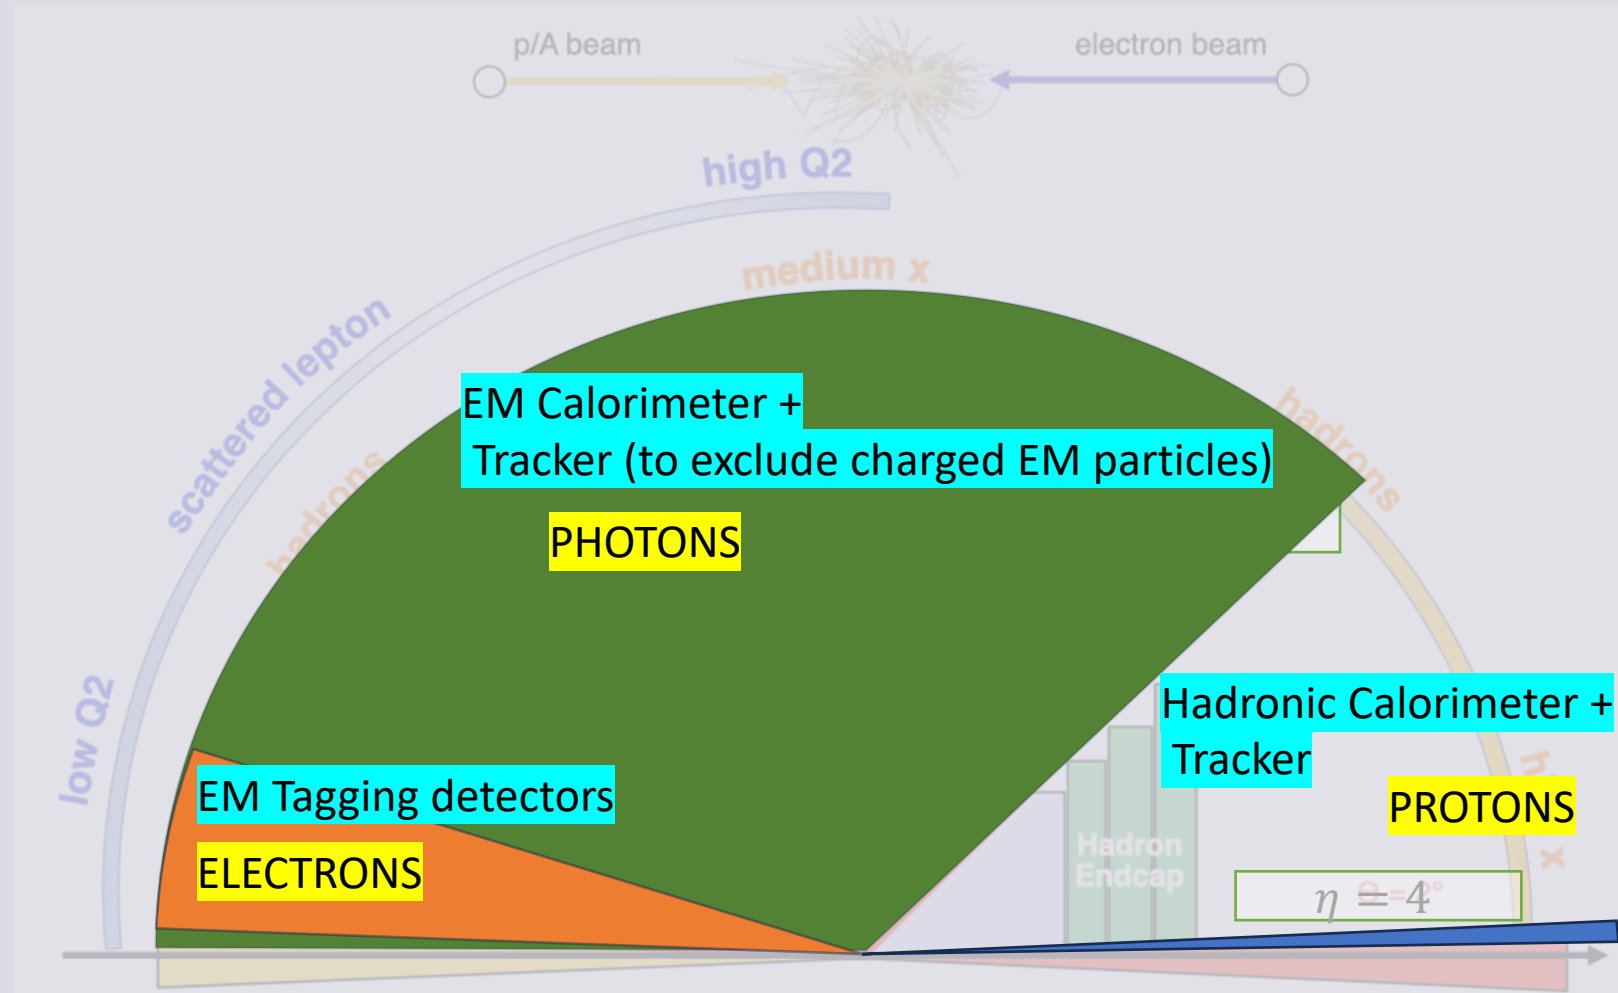 p/A beam
electron beam
high Q2
medium x
scattered lepton
hadrons
hadrons
low Q2
EM Calorimeter +
Tracker (to exclude charged EM particles)
PHOTONS
Hadronic Calorimeter +
Tracker
PROTONS
EM Tagging detectors
ELECTRONS
Hadron
Endcap
η = 4
x